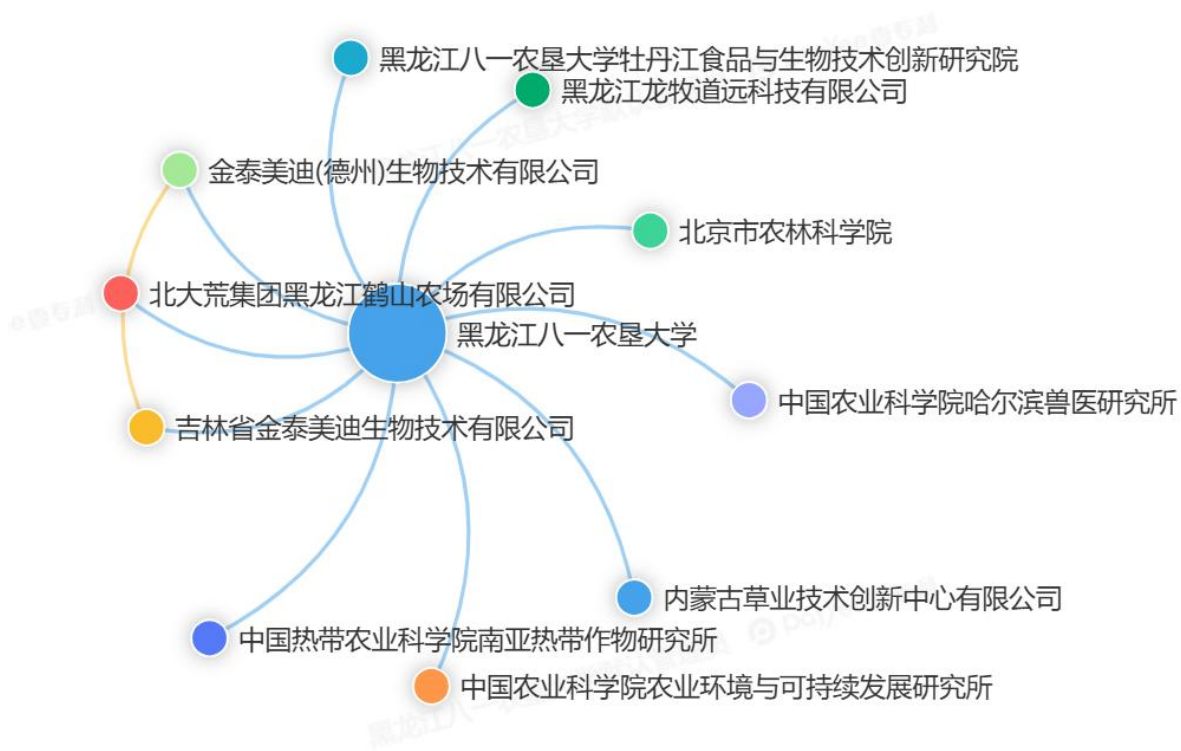 黑龙江八一农垦大学牡丹江食品与生物技术创新研究院
黑龙江龙牧道远科技有限公司
金泰美迪(德州)生物技术有限公司
北京市农林科学院
北大荒集团黑龙江鹤山农场有限公司
黑龙江八一农垦大学
中国农业科学院哈尔滨兽医研究所
吉林省金泰美迪生物技术有限公司
内蒙古草业技术创新中心有限公司
中国热带农业科学院南亚热带作物研究所
中国农业科学院农业环境与可持续发展研究所